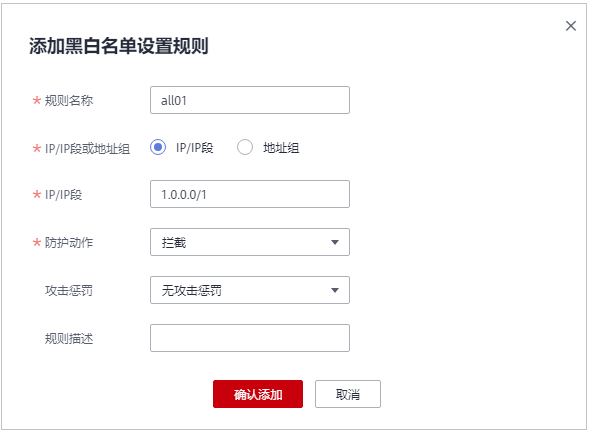 添加黑白名单设置规则
* 规则名称 all01
* IP/IP段或地址组 IP/IP段 地址组
* IP/IP段 1.0.0.0/1
* 防护动作 拦截
攻击惩罚 无攻击惩罚
规则描述
确认添加 取消